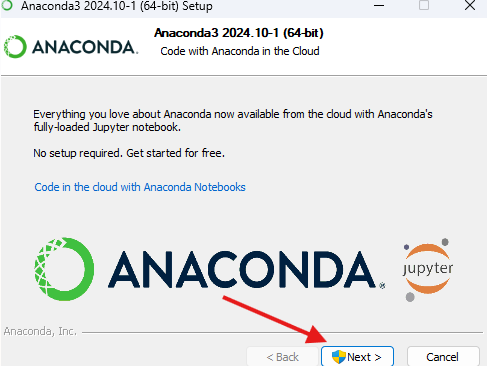 Anaconda3 2024.10-1 (64-bit) Setup
ANACONDA.
Anaconda3 2024.10-1 (64-bit)
Code with Anaconda in the Cloud
Everything you love about Anaconda now available from the cloud with Anaconda's
fully-loaded Jupyter notebook.
No setup required. Get started for free.
Code in the cloud with Anaconda Notebooks
ANACONDA.®
jupyter
Anaconda, Inc.
< Back
Next >
Cancel